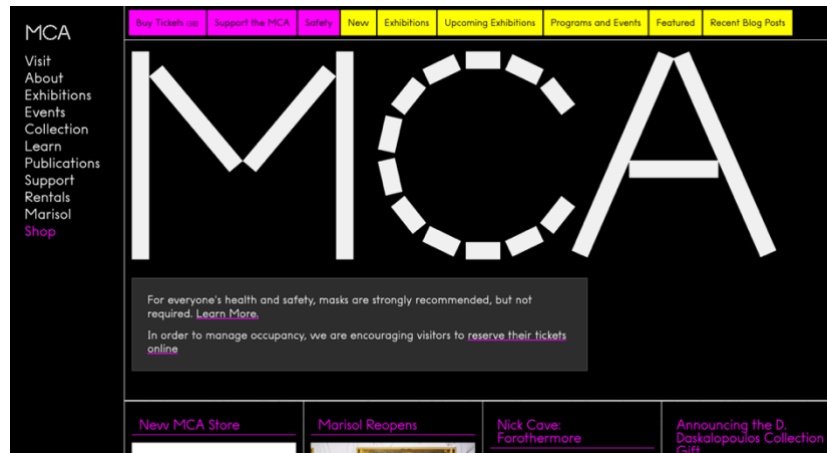 MCA
Visit
About
Exhibitions
Events
Collection
Learn
Publications
Support
Rentals
Marisol
Shop
Buy Tickets
Support the MCA
Safety
New
Exhibitions
Upcoming Exhibitions
Programs and Events
Featured
Recent Blog Posts
MCA
For everyone's health and safety, masks are strongly recommended, but not
required. Learn More.
In order to manage occupancy, we are encouraging visitors to reserve their tickets
online
New MCA Store
Marisol Reopens
Nick Cave:
Forothermore
Announcing the D.
Daskalopoulos Collection
Gift